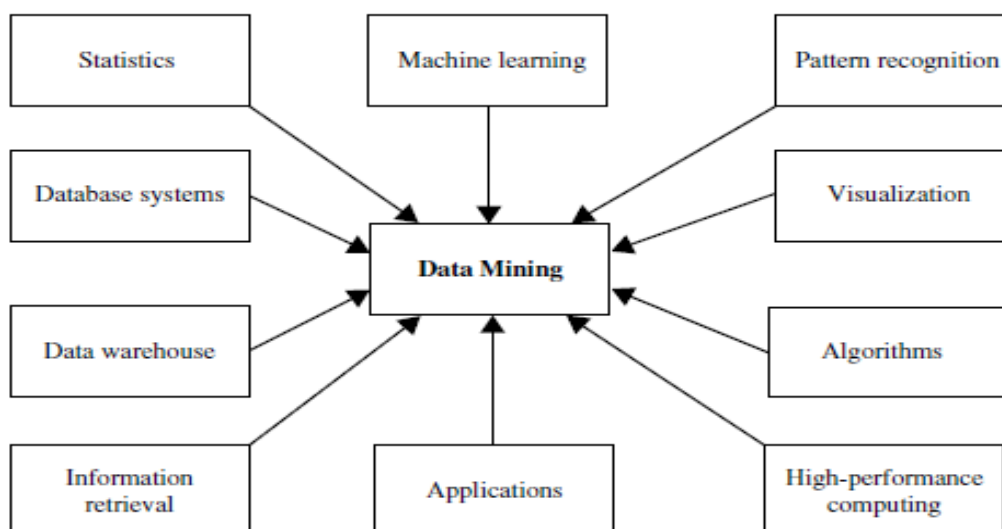 Statistics
Machine learning
Pattern recognition
Database systems
Visualization
Data Mining
Data warehouse
Algorithms
Information
retrieval
Applications
High-performance
computing